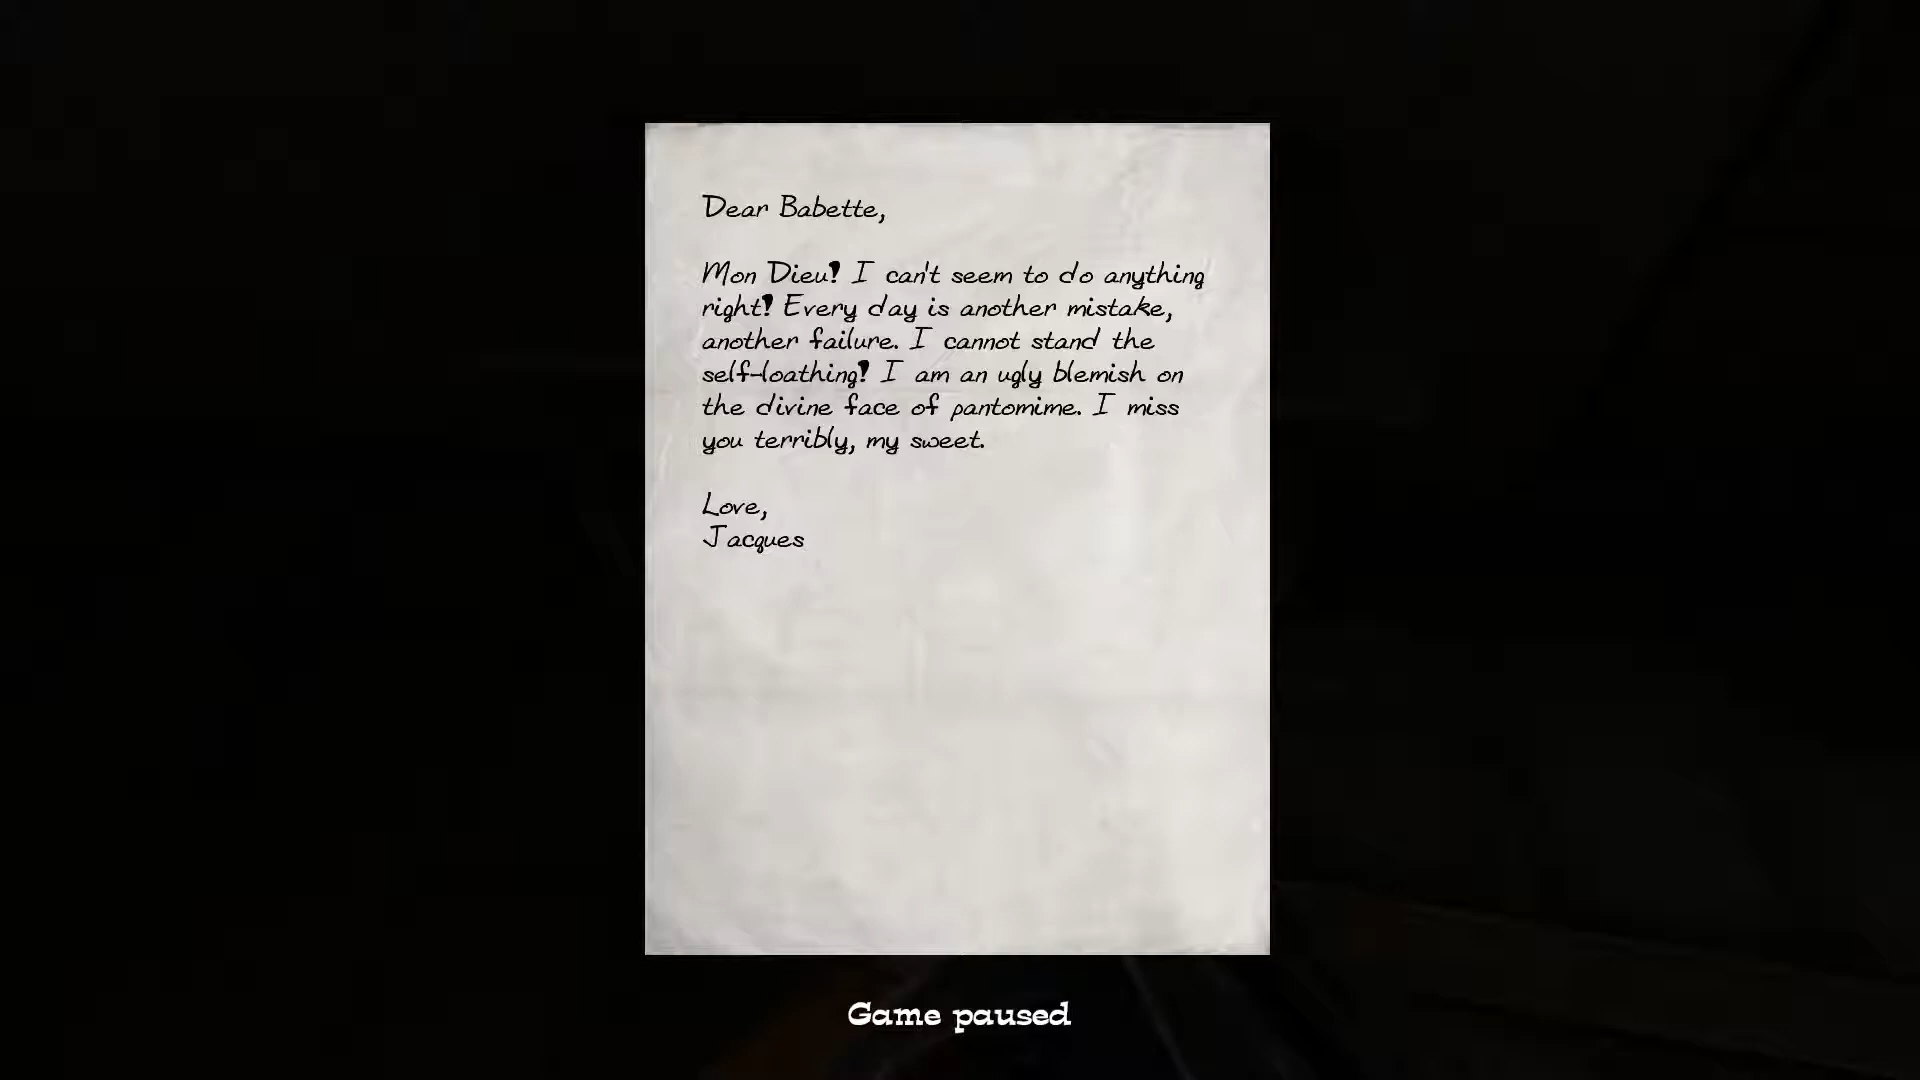 Dear Babette,
Mon Dieu! I can't seem to do anything
right! Every day is another mistake,
another failure. I cannot stand the
self-loathing! I am an ugly blemish on
the divine face of pantomime. I miss
you terribly, my sweet.
Love,
Jacques
Game paused